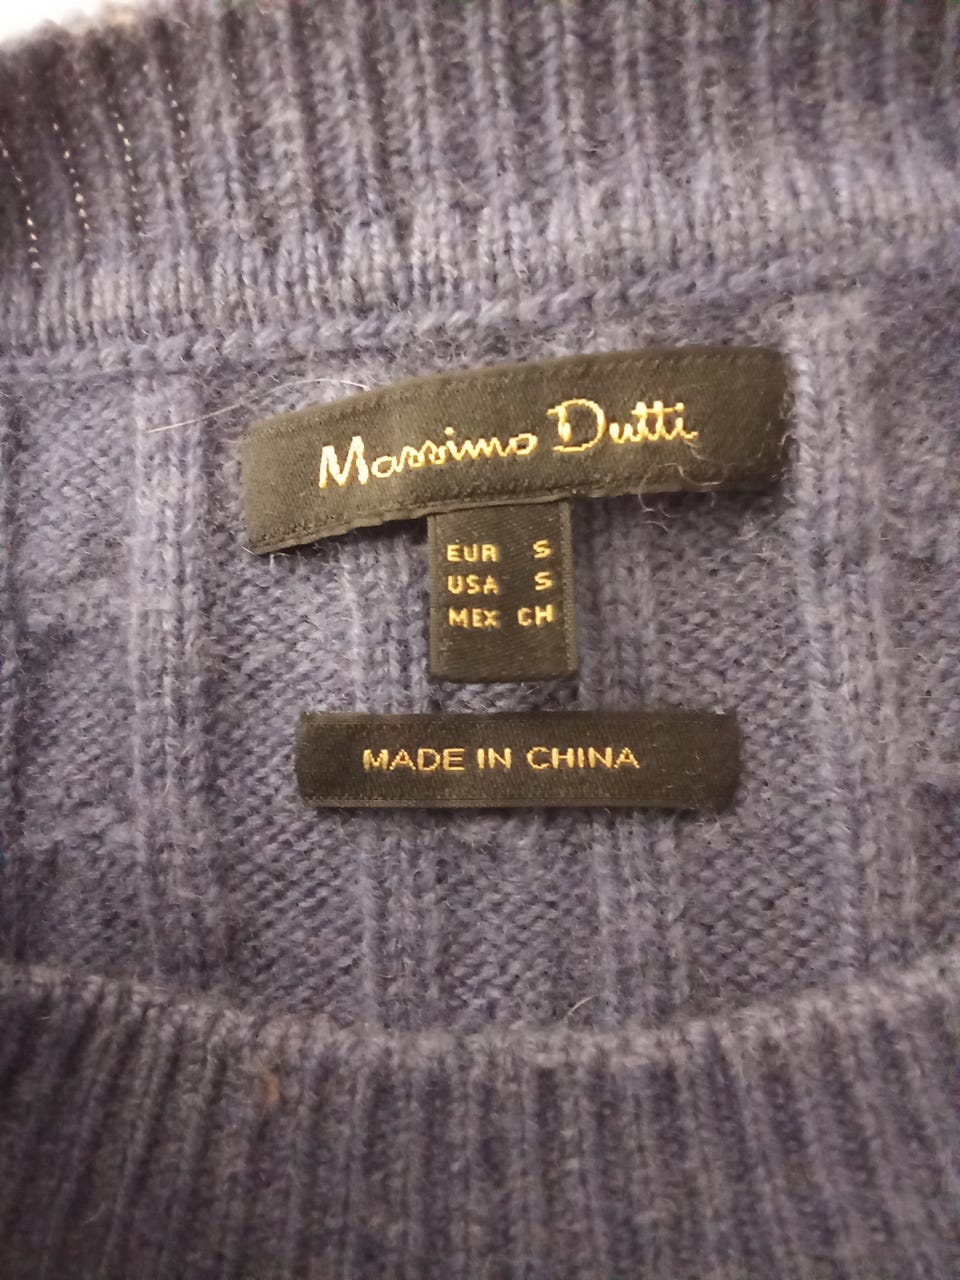 Massimo Dutti
EUR S
USA S
MEX CH
MADE IN CHINA